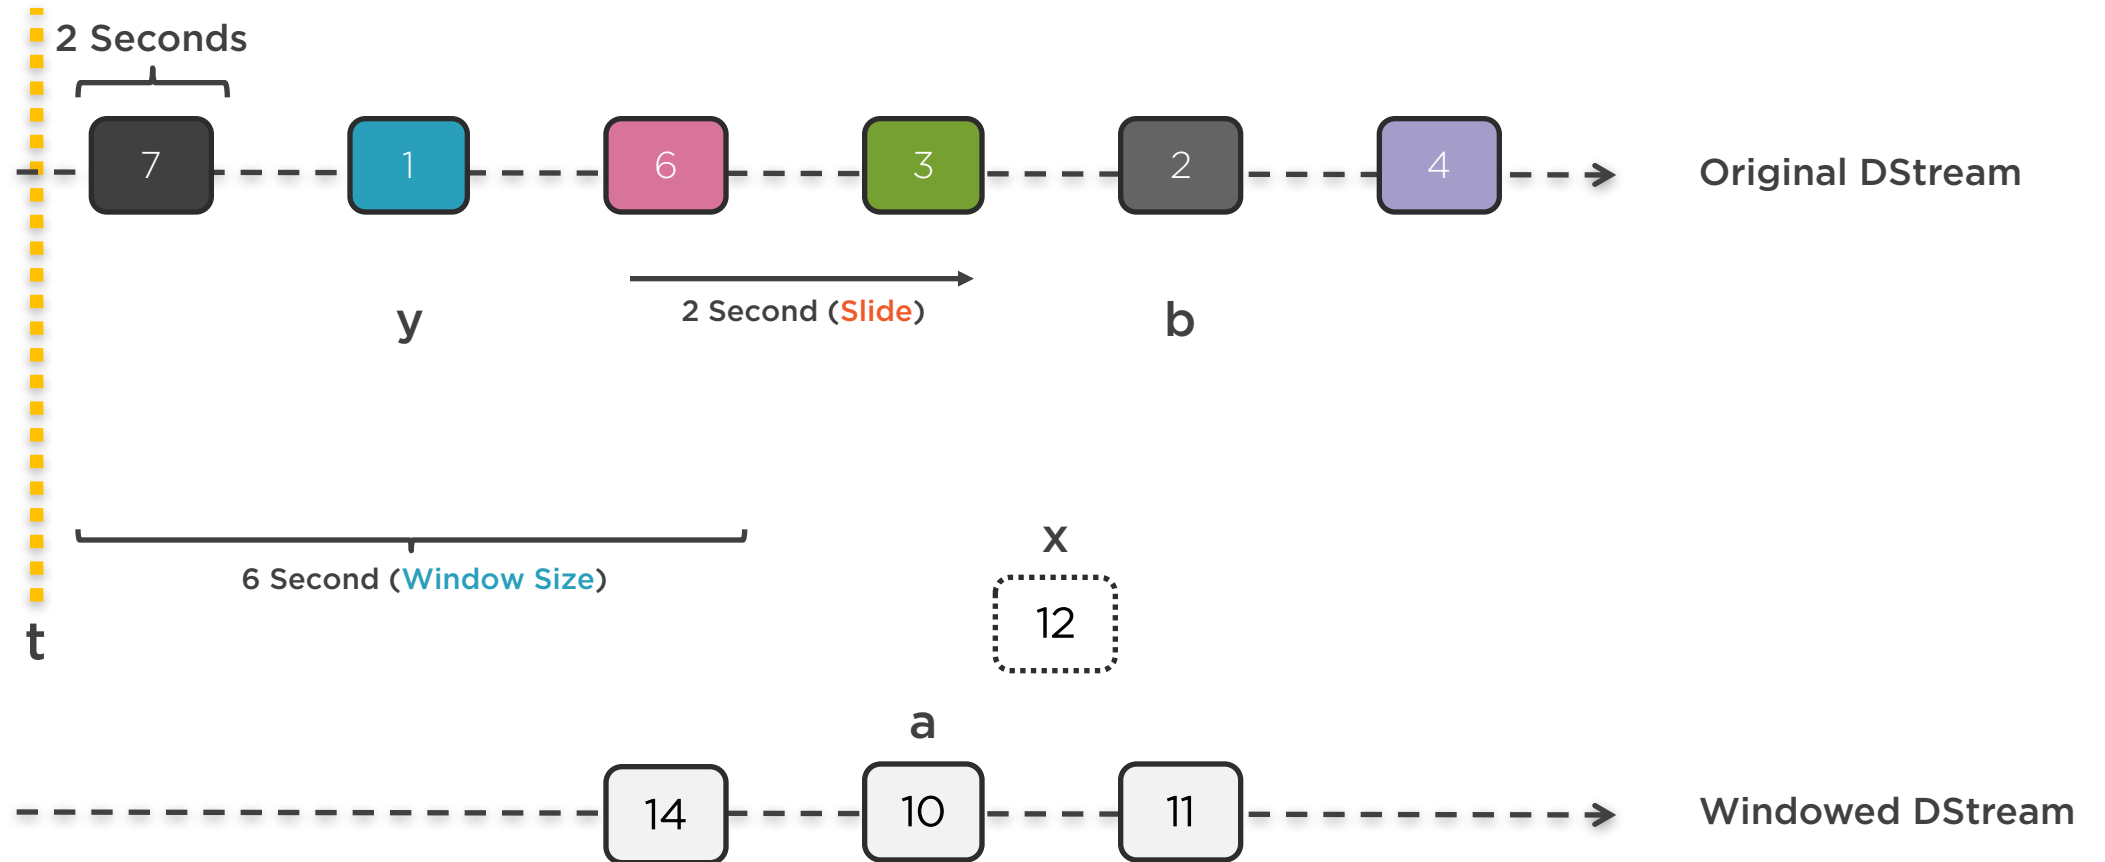 2 Seconds
7
1
6
3
2
4
Original DStream
2 Second (Slide)
y
b
6 Second (Window Size)
x
12
t
a
14
10
11
Windowed DStream